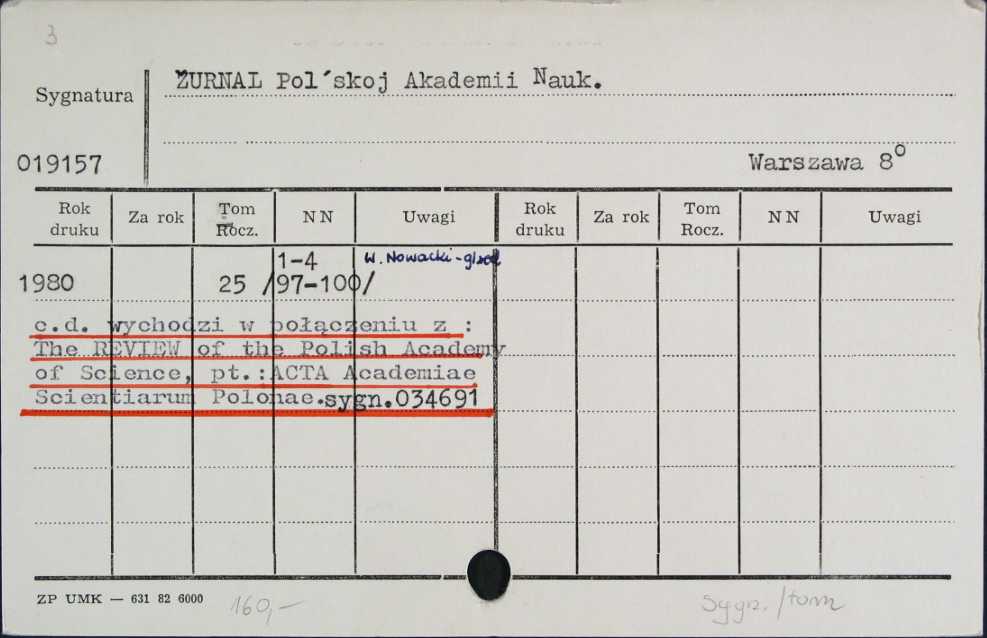 3
Sygnatura
ŽURNAL Pol´skoj Akademii Nauk.
019157
Warszawa 8⁰
Rok druku Za rok Tom Rocz. NN Uwagi Rok druku Za rok Tom Rocz. NN Uwagi
1980 25 1-4 /97-100/ W. Nowacki-
c.d. wychodzi w połączeniu z :
The REVIEW of the Polish Academy
of Science, pt.:ACTA Academiae
Scientiarum Polonae.sygn.034691
ZP UMK — 631 82 6000
160,-
Sygn. /tom